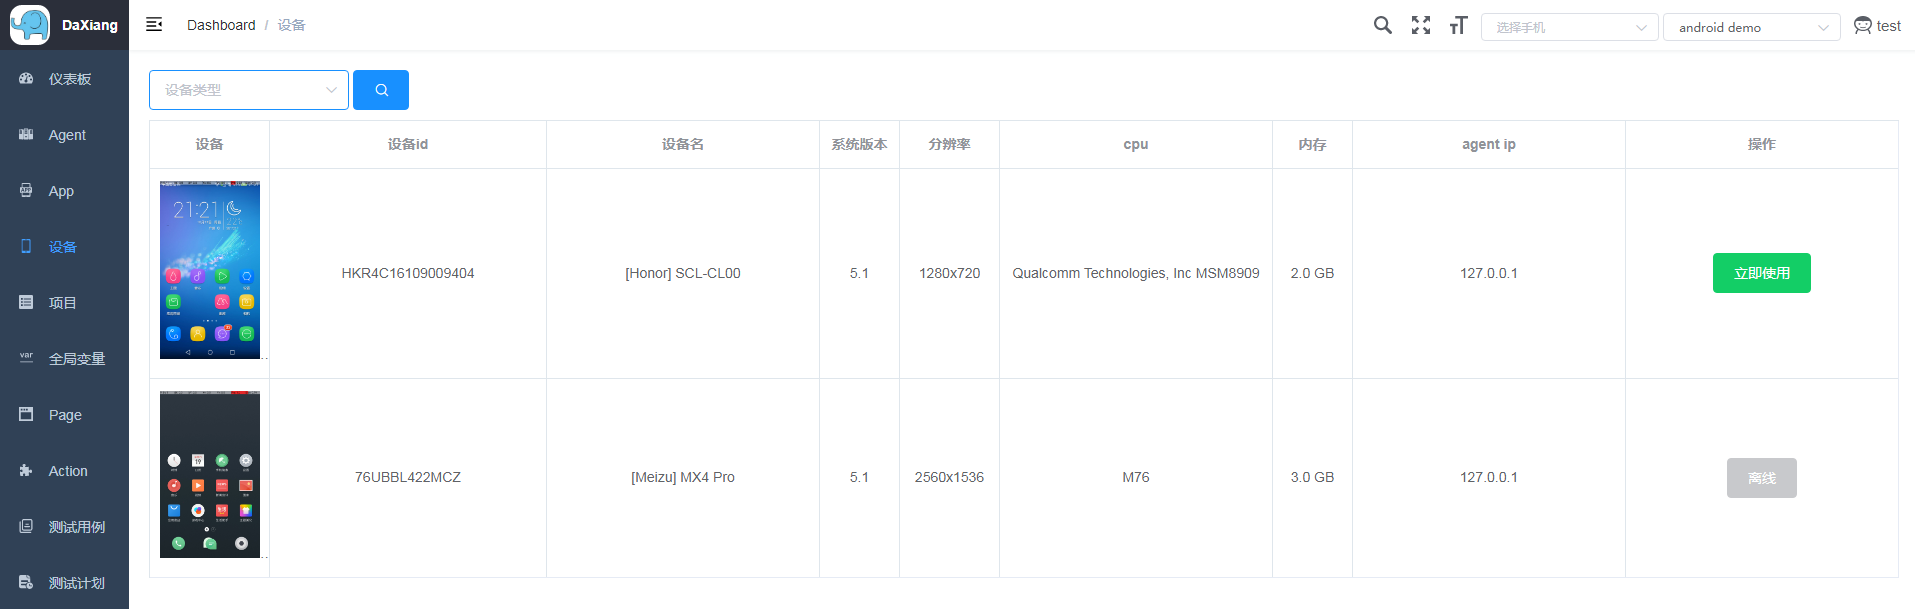 DaXiang
Dashboard / 设备
选择手机
android demo
test
仪表板
Agent
App
设备
项目
全局变量
Page
Action
测试用例
测试计划
设备类型
设备 设备id 设备名 系统版本 分辨率 cpu 内存 agent ip 操作
21:21
HKR4C16109009404 [Honor] SCL-CL00 5.1 1280x720 Qualcomm Technologies, Inc MSM8909 2.0 GB 127.0.0.1 立即使用
76UBBL422MCZ [Meizu] MX4 Pro 5.1 2560x1536 M76 3.0 GB 127.0.0.1 离线